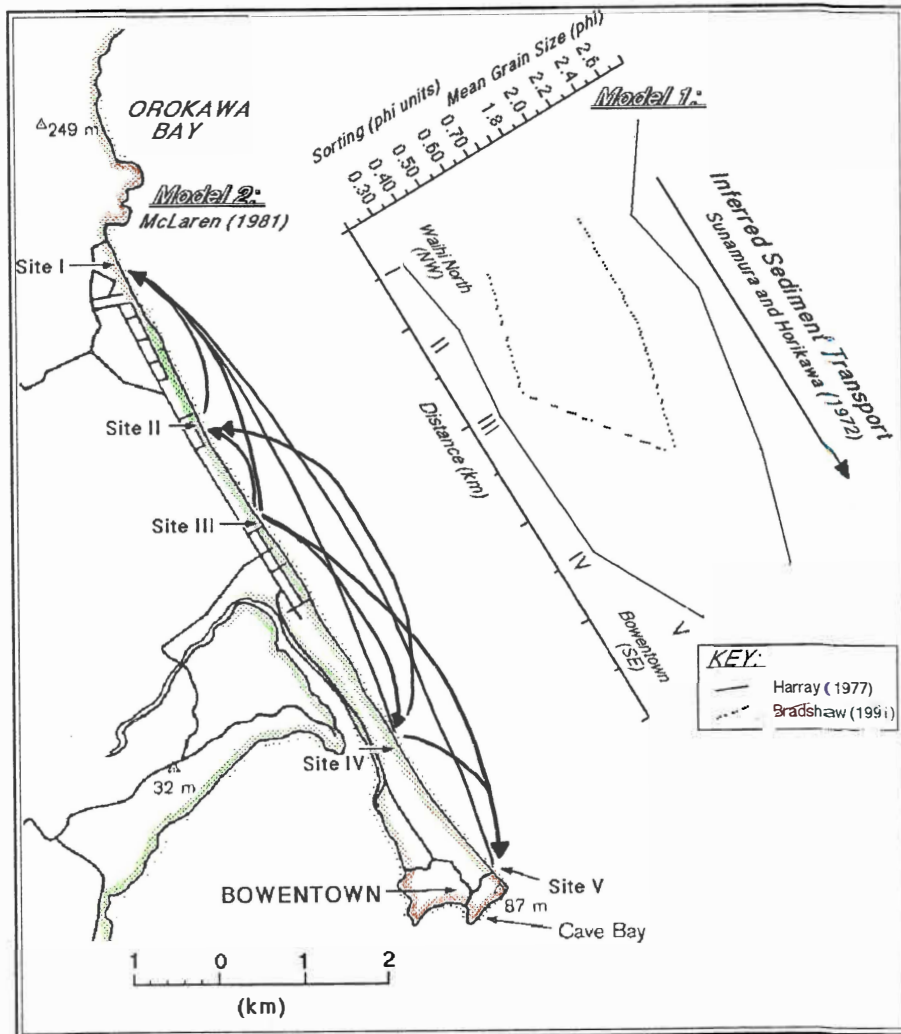 OROKAWA
BAY
249 m
Model 2:
McLaren (1981)
Site I
Site II
Site III
Site IV
32 m
BOWENTOWN
Site V
87 m
Cave Bay
1 0 1 2
(km)
Sorting (phi units)
0.30 0.40 0.50 0.60 0.70
Mean Grain Size (phi)
1.8 2.0 2.2 2.4 2.6
Model 1:
Waihi North
(NW)
I
II
III
IV
V
Distance (km)
Bowentown
(SE)
Inferred Sediment Transport
Sunamura and Horikawa (1972)
KEY:
Harray (1977)
Bradshaw (1991)